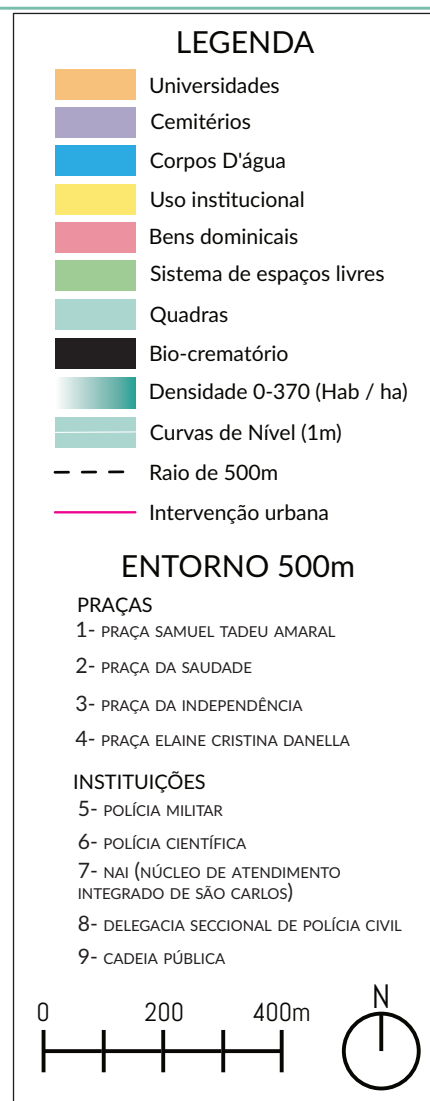 LEGENDA
Universidades
Cemitérios
Corpos D'água
Uso institucional
Bens dominicais
Sistema de espaços livres
Quadras
Bio-crematório
Densidade 0-370 (Hab / ha)
Curvas de Nível (1m)
Raio de 500m
Intervenção urbana
ENTORNO 500m
PRAÇAS
1- PRAÇA SAMUEL TADEU AMARAL
2- PRAÇA DA SAUDADE
3- PRAÇA DA INDEPENDÊNCIA
4- PRAÇA ELAINE CRISTINA DANELLA
INSTITUIÇÕES
5- POLÍCIA MILITAR
6- POLÍCIA CIENTÍFICA
7- NAI (NÚCLEO DE ATENDIMENTO
INTEGRADO DE SÃO CARLOS)
8- DELEGACIA SECCIONAL DE POLÍCIA CIVIL
9- CADEIA PÚBLICA
0 200 400m
N